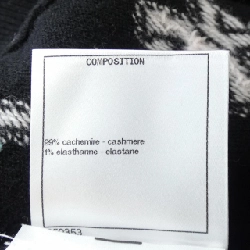 COMPOSITION
99% cachemire - cashmere
1% elasthanne - elastane